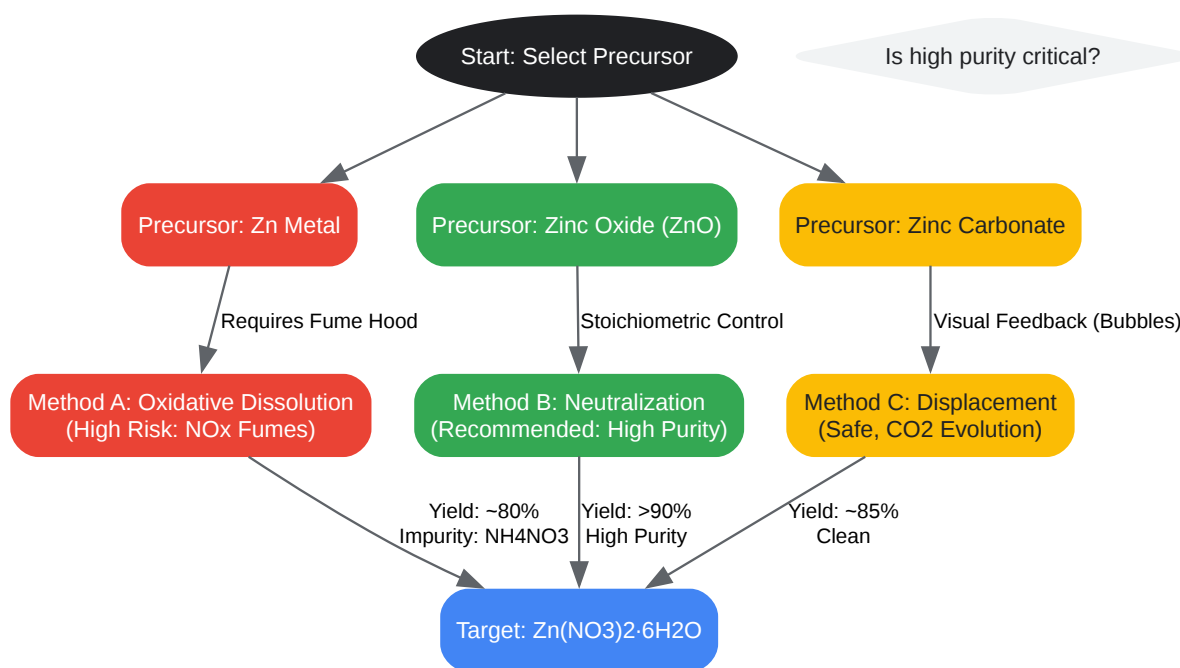 Start: Select Precursor
Is high purity critical?
Precursor: Zn Metal
Precursor: Zinc Oxide (ZnO)
Precursor: Zinc Carbonate
Requires Fume Hood
Stoichiometric Control
Visual Feedback (Bubbles)
Method A: Oxidative Dissolution
(High Risk: NOx Fumes)
Method B: Neutralization
(Recommended: High Purity)
Method C: Displacement
(Safe, CO2 Evolution)
Yield: ~80%
Impurity: NH4NO3
Yield: >90%
High Purity
Yield: ~85%
Clean
Target: Zn(NO3)2·6H2O